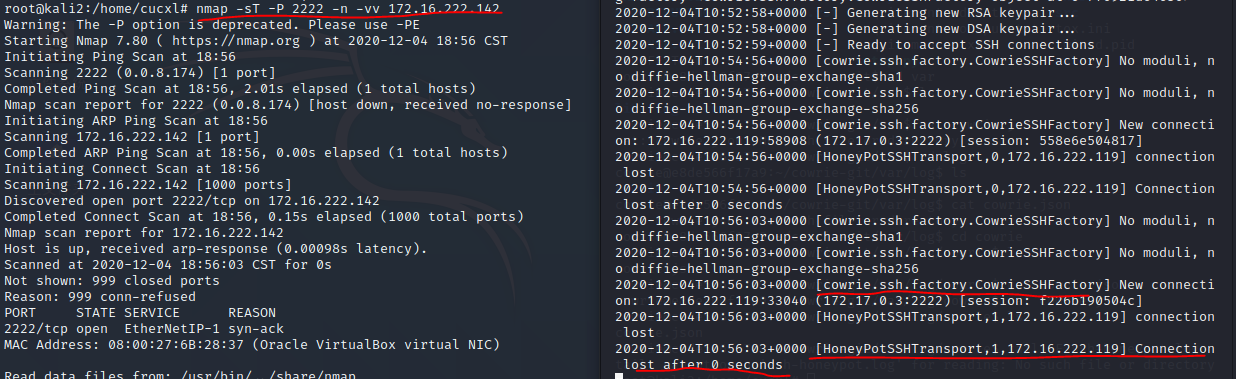 root@kali2:/home/cucxl# nmap -sT -P 2222 -n -vv 172.16.222.142
Warning: The -P option is deprecated. Please use -PE
Starting Nmap 7.80 ( https://nmap.org ) at 2020-12-04 18:56 CST
Initiating Ping Scan at 18:56
Scanning 2222 (0.0.8.174) [1 port]
Completed Ping Scan at 18:56, 2.01s elapsed (1 total hosts)
Nmap scan report for 2222 (0.0.8.174) [host down, received no-response]
Initiating ARP Ping Scan at 18:56
Scanning 172.16.222.142 [1 port]
Completed ARP Ping Scan at 18:56, 0.00s elapsed (1 total hosts)
Initiating Connect Scan at 18:56
Scanning 172.16.222.142 [1000 ports]
Discovered open port 2222/tcp on 172.16.222.142
Completed Connect Scan at 18:56, 0.15s elapsed (1000 total ports)
Nmap scan report for 172.16.222.142
Host is up, received arp-response (0.00098s latency).
Scanned at 2020-12-04 18:56:03 CST for 0s
Not shown: 999 closed ports
Reason: 999 conn-refused
PORT     STATE SERVICE      REASON
2222/tcp open  EtherNetIP-1 syn-ack
MAC Address: 08:00:27:6B:28:37 (Oracle VirtualBox virtual NIC)
Read data files from: /usr/bin/../share/nmap
2020-12-04T10:52:58+0000 [-] Generating new RSA keypair...
2020-12-04T10:52:58+0000 [-] Generating new DSA keypair...
2020-12-04T10:52:59+0000 [-] Ready to accept SSH connections
2020-12-04T10:54:56+0000 [cowrie.ssh.factory.CowrieSSHFactory] No moduli, n
o diffie-hellman-group-exchange-sha1
2020-12-04T10:54:56+0000 [cowrie.ssh.factory.CowrieSSHFactory] No moduli, n
o diffie-hellman-group-exchange-sha256
2020-12-04T10:54:56+0000 [cowrie.ssh.factory.CowrieSSHFactory] New connecti
on: 172.16.222.119:58908 (172.17.0.3:2222) [session: 558e6e504817]
2020-12-04T10:54:56+0000 [HoneyPotSSHTransport,0,172.16.222.119] connection
lost
2020-12-04T10:54:56+0000 [HoneyPotSSHTransport,0,172.16.222.119] Connection
lost after 0 seconds
2020-12-04T10:56:03+0000 [cowrie.ssh.factory.CowrieSSHFactory] No moduli, n
o diffie-hellman-group-exchange-sha1
2020-12-04T10:56:03+0000 [cowrie.ssh.factory.CowrieSSHFactory] No moduli, n
o diffie-hellman-group-exchange-sha256
2020-12-04T10:56:03+0000 [cowrie.ssh.factory.CowrieSSHFactory] New connecti
on: 172.16.222.119:33040 (172.17.0.3:2222) [session: f226b190504c]
2020-12-04T10:56:03+0000 [HoneyPotSSHTransport,1,172.16.222.119] connection
lost
2020-12-04T10:56:03+0000 [HoneyPotSSHTransport,1,172.16.222.119] Connection
lost after 0 seconds